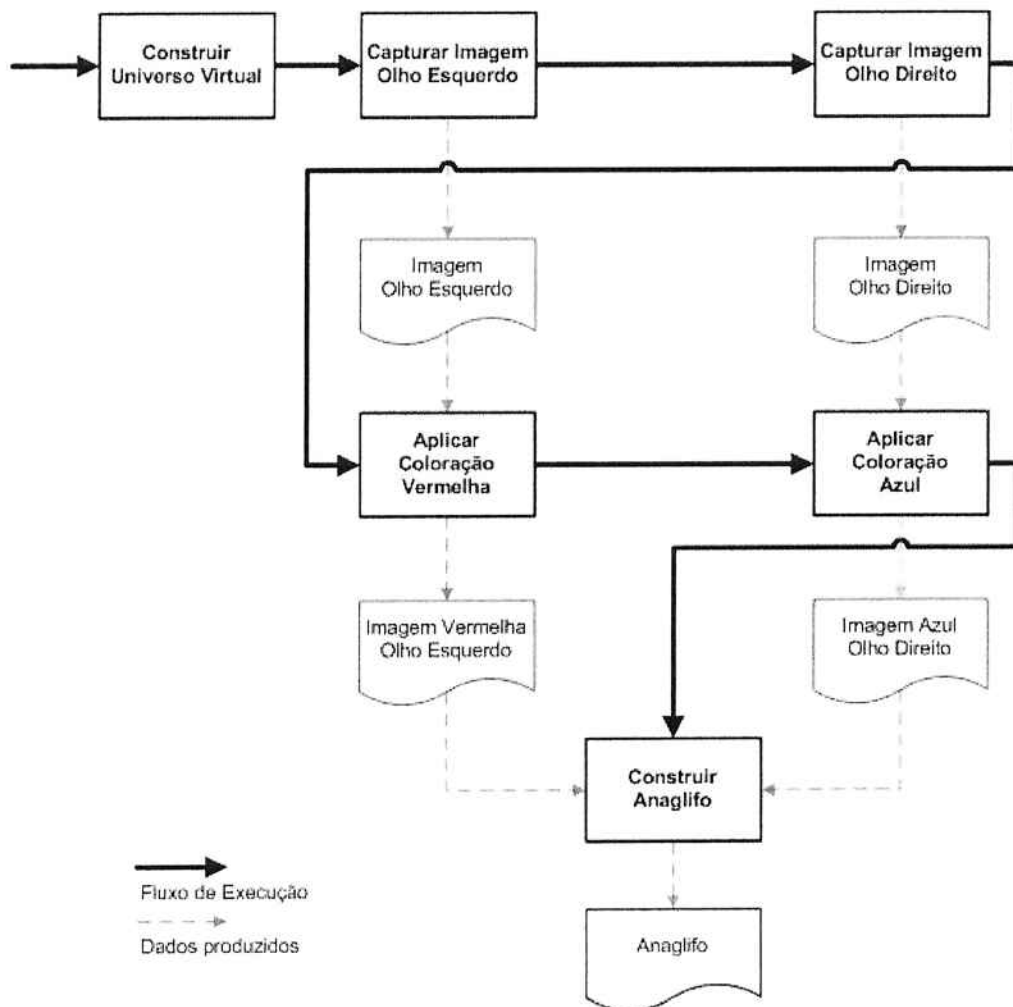 Construir
Universo Virtual
Capturar Imagem
Olho Esquerdo
Capturar Imagem
Olho Direito
Imagem
Olho Esquerdo
Imagem
Olho Direito
Aplicar
Coloração
Vermelha
Aplicar
Coloração
Azul
Imagem Vermelha
Olho Esquerdo
Imagem Azul
Olho Direito
Construir
Anaglifo
Fluxo de Execução
Dados produzidos
Anaglifo